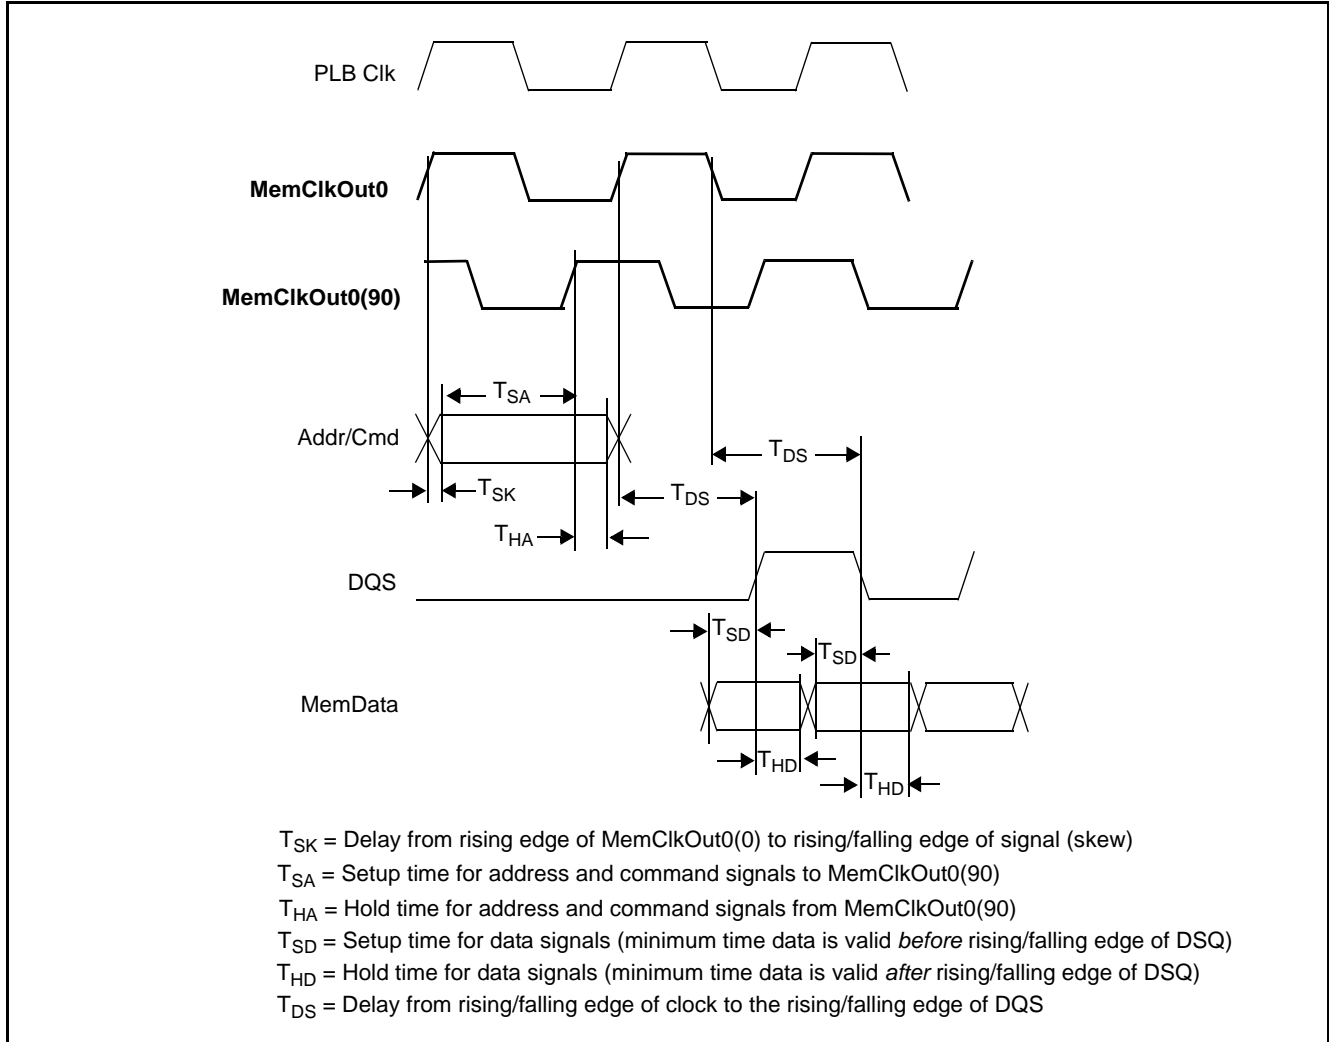 PLB Clk
MemClkOut0
MemClkOut0(90)
TSA
Addr/Cmd
TDS
TSK
TDS
THA
DQS
TSD
TSD
MemData
THD
THD
TSK = Delay from rising edge of MemClkOut0(0) to rising/falling edge of signal (skew)
TSA = Setup time for address and command signals to MemClkOut0(90)
THA = Hold time for address and command signals from MemClkOut0(90)
TSD = Setup time for data signals (minimum time data is valid before rising/falling edge of DSQ)
THD = Hold time for data signals (minimum time data is valid after rising/falling edge of DSQ)
TDS = Delay from rising/falling edge of clock to the rising/falling edge of DQS